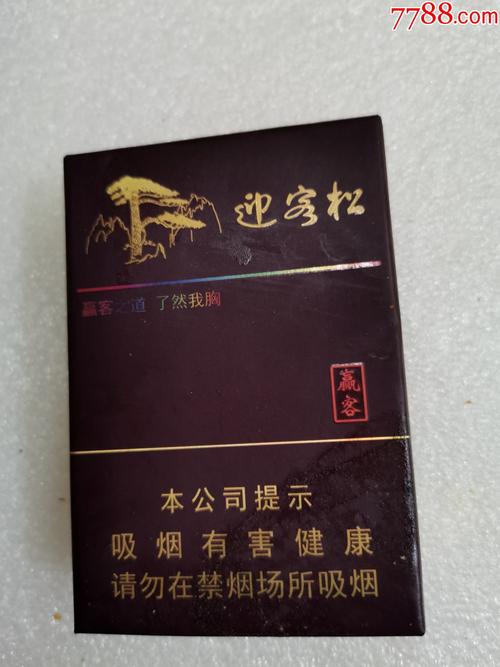 7788.com
迎客松
赢客之道 了然我胸
赢客
本公司提示
吸烟有害健康
请勿在禁烟场所吸烟